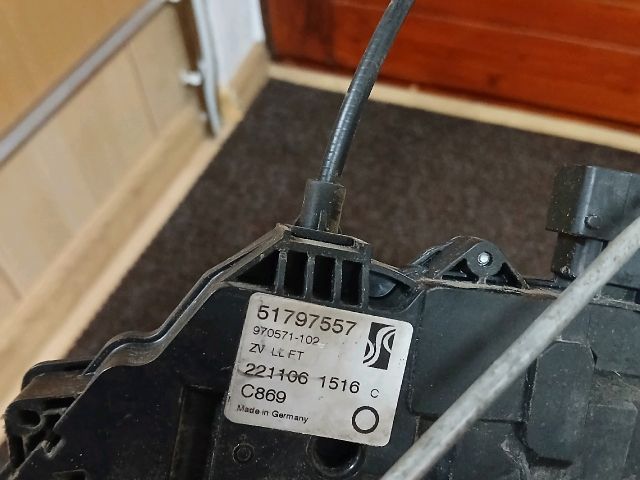 51797557
970571-102
ZV LL FT
221106 1516 C
C869
Made in Germany